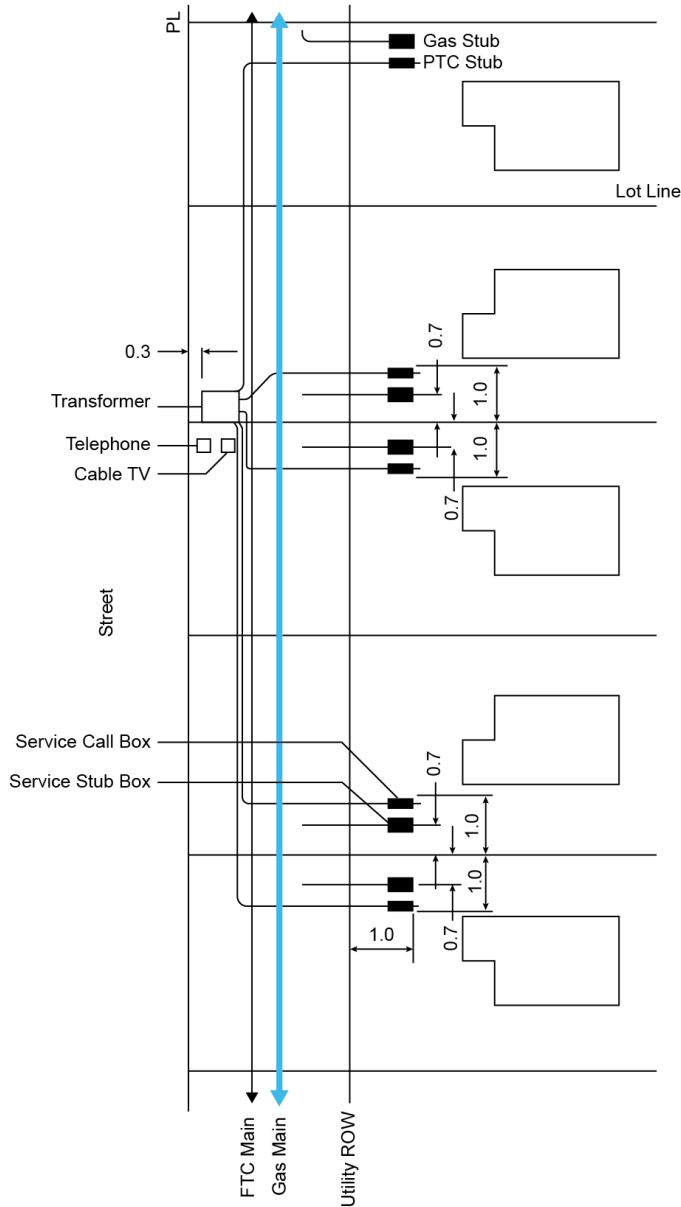 PL
Gas Stub
PTC Stub
Lot Line
0.3
0.7
1.0
Transformer
Telephone
Cable TV
1.0
0.7
Street
Service Call Box
Service Stub Box
0.7
1.0
1.0
0.7
1.0
FTC Main
Gas Main
Utility ROW